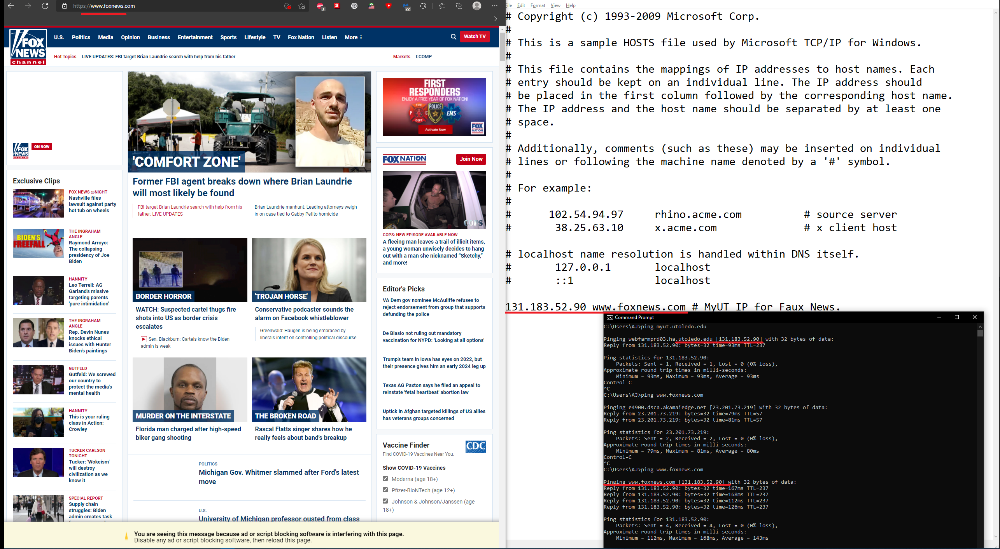 https://www.foxnews.com
ABP
3
S
22
FOX
NEWS
channel
U.S. Politics Media Opinion Business Entertainment Sports Lifestyle TV Fox Nation Listen More
Watch TV
Hot Topics LIVE UPDATES: FBI target Brian Laundrie search with help from his father
Markets I:COMP
FOX
NEWS
channel
ON NOW
Exclusive Clips
FOX NEWS @NIGHT
Nashville files
lawsuit against party
hot tub on wheels
BIDEN'S
FREEFALL
THE INGRAHAM
ANGLE
Raymond Arroyo:
The collapsing
presidency of Joe
Biden
HANNITY
Leo Terrell: AG
Garland's missive
targeting parents
'pure intimidation'
THE INGRAHAM
ANGLE
Rep. Devin Nunes
knocks ethical
issues with Hunter
Biden's paintings
GUTFELD
Gutfeld: We screwed
our country to
protect the media's
mental health
HANNITY
This is your ruling
class in Action:
Crowley
TUCKER CARLSON
TONIGHT
Tucker: 'Wokeism'
will destroy
civilization as we
know it
SPECIAL REPORT
Supply chain
struggles: Biden
admin creates task
'COMFORT ZONE'
Former FBI agent breaks down where Brian Laundrie
will most likely be found
FBI target Brian Laundrie search with help from his
father: LIVE UPDATES
Brian Laundrie manhunt: Leading attorneys weigh
in on case tied to Gabby Petito homicide
BORDER HORROR
WATCH: Suspected cartel thugs fire
shots into US as border crisis
escalates
Sen. Blackburn: Cartels know the Biden
admin is weak
'TROJAN HORSE'
Conservative podcaster sounds the
alarm on Facebook whistleblower
Greenwald: Haugen is being embraced by
liberals intent on controlling political discourse
MURDER ON THE INTERSTATE
Florida man charged after high-speed
biker gang shooting
THE BROKEN ROAD
Rascal Flatts singer shares how he
really feels about band's breakup
POLITICS
Michigan Gov. Whitmer slammed after Ford's latest
move
U.S.
University of Michigan professor ousted from class
FIRST
RESPONDERS
ENJOY A FREE YEAR OF FOX NATION!
FIRE
F D
DEPT
POLICE
EMS
Activate Now
FOX
NATION
FOX NATION
Join Now
COPS
COPS: NEW EPISODE AVAILABLE NOW
A fleeing man leaves a trail of illicit items,
a young woman unwisely decides to hang
out with a man she nicknamed “Sketchy,”
and more!
Editor's Picks
VA Dem gov nominee McAuliffe refuses to
reject endorsement from group that supports
defunding the police
De Blasio not ruling out mandatory
vaccination for NYPD: 'Looking at all options'
Trump’s team in Iowa has eyes on 2022, but
their presence gives him an early 2024 leg up
Texas AG Paxton says he filed an appeal to
reinstate 'fetal heartbeat' abortion law
Uptick in Afghan targeted killings of US allies
has veterans groups concerned
Vaccine Finder
CDC
Find COVID-19 Vaccines Near You.
Show COVID-19 Vaccines
Moderna (age 18+)
Pfizer-BioNTech (age 12+)
Johnson & Johnson/Janssen (age
18+)
You are seeing this message because ad or script blocking software is interfering with this page.
Disable any ad or script blocking software, then reload this page.
File Edit Format View Help
# Copyright (c) 1993-2009 Microsoft Corp.
#
# This is a sample HOSTS file used by Microsoft TCP/IP for Windows.
#
# This file contains the mappings of IP addresses to host names. Each
# entry should be kept on an individual line. The IP address should
# be placed in the first column followed by the corresponding host name.
# The IP address and the host name should be separated by at least one
# space.
#
# Additionally, comments (such as these) may be inserted on individual
# lines or following the machine name denoted by a '#' symbol.
#
# For example:
#
#      102.54.94.97     rhino.acme.com          # source server
#       38.25.63.10     x.acme.com              # x client host
# localhost name resolution is handled within DNS itself.
#       127.0.0.1       localhost
#       ::1             localhost
131.183.52.90 www.foxnews.com # MyUT IP for Faux News.
Command Prompt
C:\Users\AJ>ping myut.utoledo.edu
Pinging webfarmprd03.ha.utoledo.edu [131.183.52.90] with 32 bytes of data:
Reply from 131.183.52.90: bytes=32 time=93ms TTL=237
Ping statistics for 131.183.52.90:
Packets: Sent = 1, Received = 1, Lost = 0 (0% loss),
Approximate round trip times in milli-seconds:
Minimum = 93ms, Maximum = 93ms, Average = 93ms
Control-C
^C
C:\Users\AJ>ping www.foxnews.com
Pinging e4900.dsca.akamaiedge.net [23.201.73.219] with 32 bytes of data:
Reply from 23.201.73.219: bytes=32 time=79ms TTL=57
Reply from 23.201.73.219: bytes=32 time=81ms TTL=57
Ping statistics for 23.201.73.219:
Packets: Sent = 2, Received = 2, Lost = 0 (0% loss),
Approximate round trip times in milli-seconds:
Minimum = 79ms, Maximum = 81ms, Average = 80ms
Control-C
^C
C:\Users\AJ>ping www.foxnews.com
Pinging www.foxnews.com [131.183.52.90] with 32 bytes of data:
Reply from 131.183.52.90: bytes=32 time=167ms TTL=237
Reply from 131.183.52.90: bytes=32 time=168ms TTL=237
Reply from 131.183.52.90: bytes=32 time=112ms TTL=237
Reply from 131.183.52.90: bytes=32 time=126ms TTL=237
Ping statistics for 131.183.52.90:
Packets: Sent = 4, Received = 4, Lost = 0 (0% loss),
Approximate round trip times in milli-seconds:
Minimum = 112ms, Maximum = 168ms, Average = 143ms